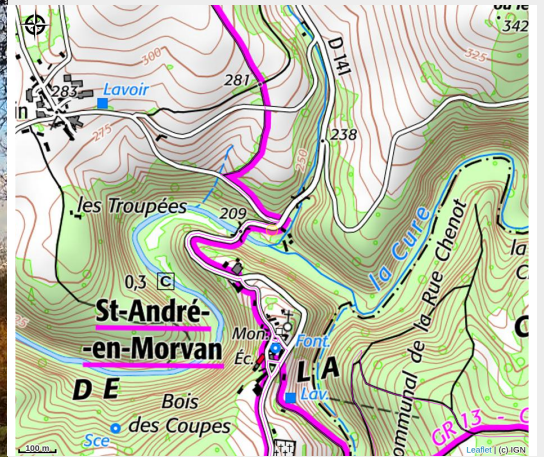 342
300
325
D 141
281
Lavoir
283
in
275
238
250
les Troupées
209
la Cure
la
C
0,3 C
St-André-
-en-Morvan
Mon.
Font.
Éc.
L A
D E
Bois
des Coupes
Lav.
ommunal de la Rue Chenot
Sce
GR 13 - G
100 m
Leaflet | (c) IGN